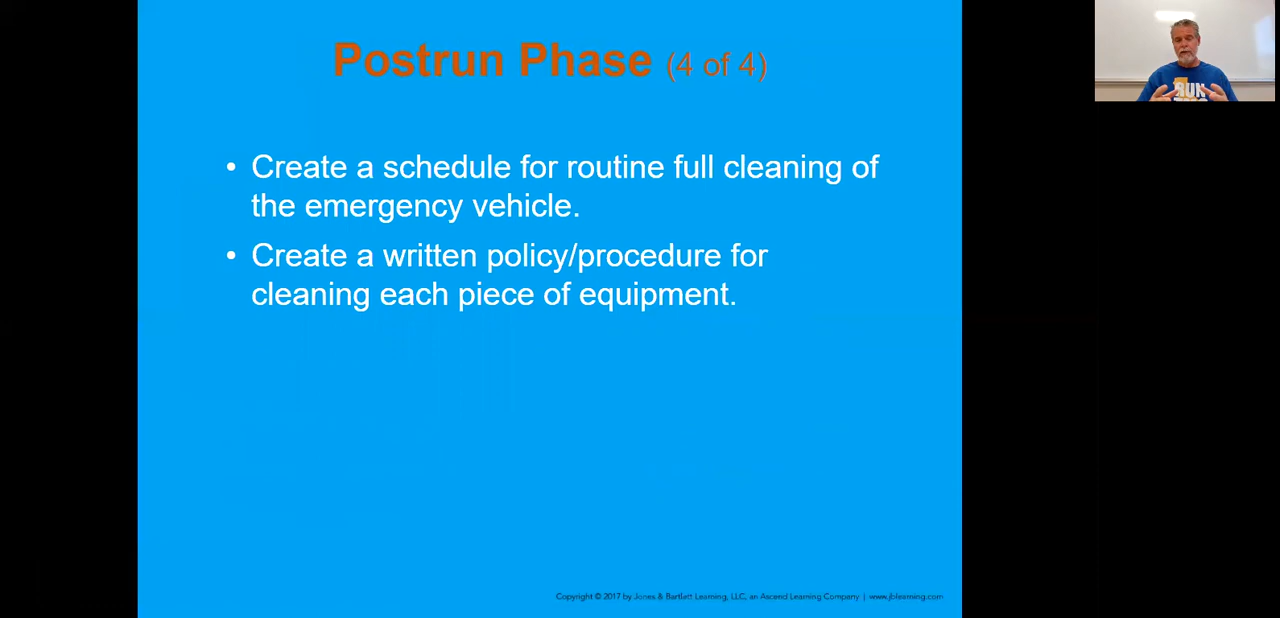 Postrun Phase (4 of 4)
• Create a schedule for routine full cleaning of
the emergency vehicle.
• Create a written policy/procedure for
cleaning each piece of equipment.
Copyright © 2017 by Jones & Bartlett Learning, LLC, an Ascend Learning Company | www.jblearning.com
RUN